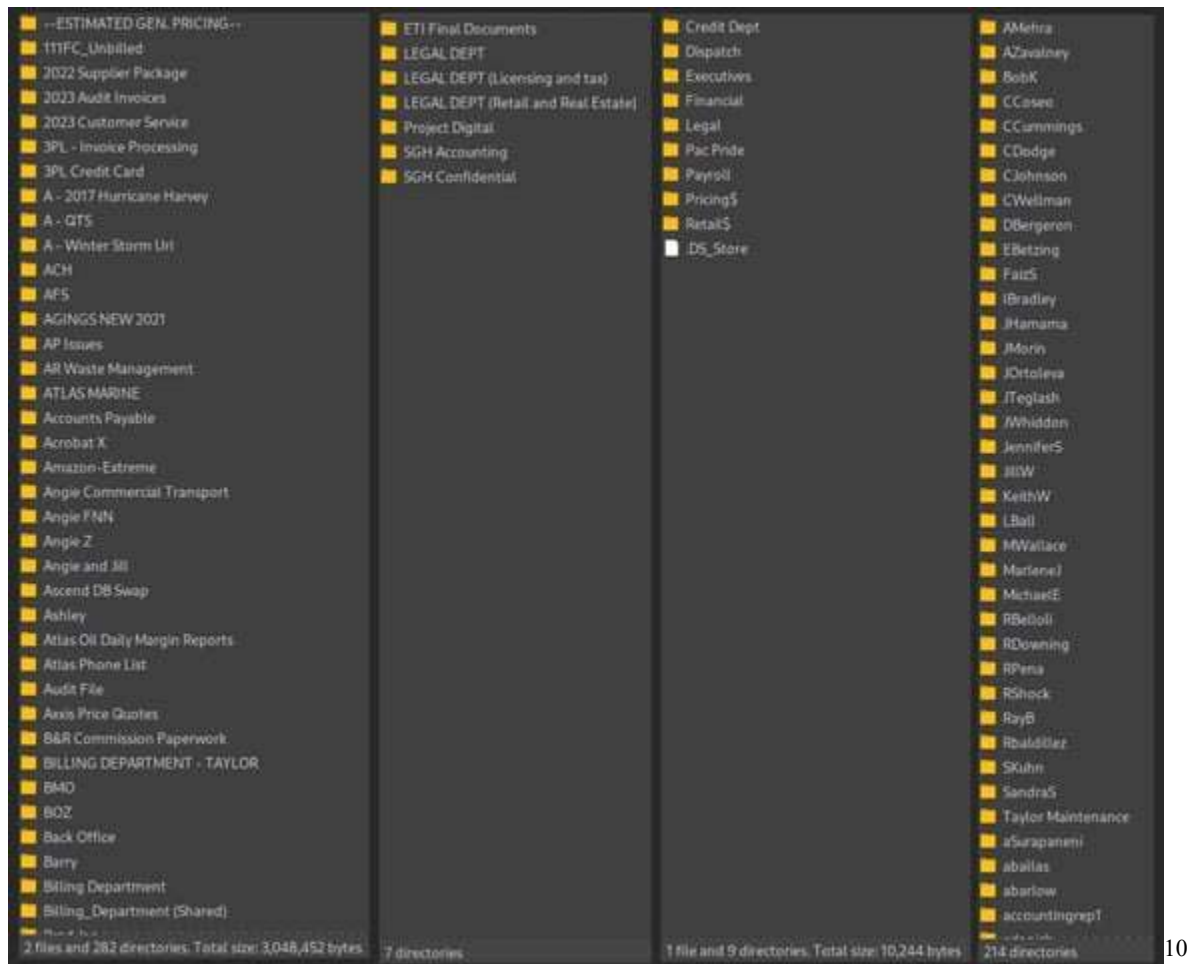 --ESTIMATED GEN. PRICING--
111FC_Unbilled
2022 Supplier Package
2023 Audit Invoices
2023 Customer Service
3PL - Invoice Processing
3PL Credit Card
A - 2017 Hurricane Harvey
A - QTS
A - Winter Storm Uri
ACH
AFS
AGINGS NEW 2021
AP Issues
AR Waste Management
ATLAS MARINE
Accounts Payable
Acrobat X
Amazon-Extreme
Angie Commercial Transport
Angie FNN
Angie Z
Angie and Jill
Ascend DB Swap
Ashley
Atlas Oil Daily Margin Reports
Atlas Phone List
Audit File
Axxis Price Quotes
B&R Commission Paperwork
BILLING DEPARTMENT - TAYLOR
BMO
BOZ
Back Office
Barry
Billing Department
Billing_Department (Shared)
2 files and 282 directories. Total size: 3,048,452 bytes
ETI Final Documents
LEGAL DEPT
LEGAL DEPT (Licensing and tax)
LEGAL DEPT (Retail and Real Estate)
Project Digital
SGH Accounting
SGH Confidential
7 directories
Credit Dept
Dispatch
Executives
Financial
Legal
Pac Pride
Payroll
Pricing$
Retail$
.DS_Store
1 file and 9 directories. Total size: 10,244 bytes
AMehra
AZavalney
BobK
CCoseo
CCummings
CDodge
CJohnson
CWellman
DBergeron
EBetzing
FaizS
IBradley
JHamama
JMorin
JOrtoleva
JTeglash
JWhiddon
JenniferS
JillW
KeithW
LBall
MWallace
MarleneJ
MichaelE
RBelloli
RDowning
RPena
RShock
RayB
Rbaldillez
SKuhn
SandraS
Taylor Maintenance
aSurapaneni
aballas
abarlow
accountingrep1
214 directories
10